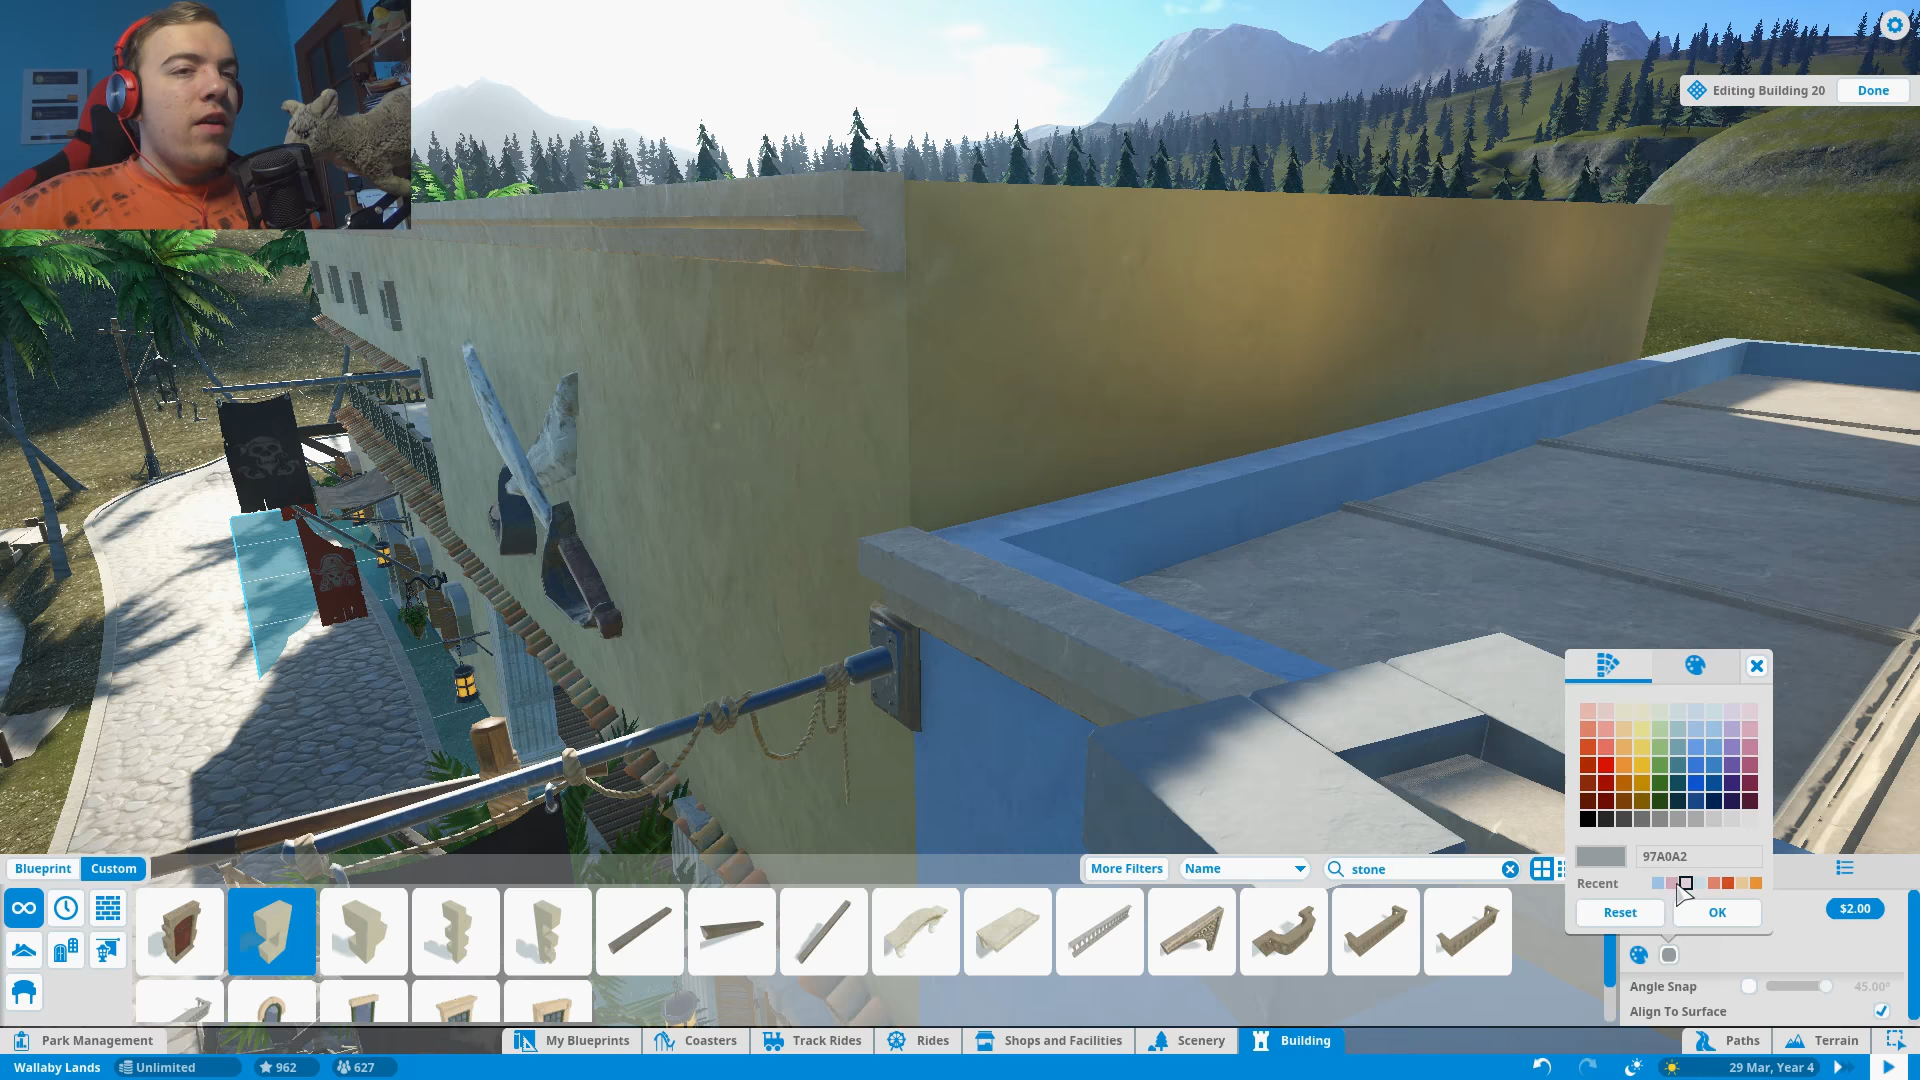 Editing Building 20
Done
97A0A2
Recent
Reset
OK
Blueprint
Custom
More Filters
Name
stone
$2.00
Angle Snap
45.00°
Align To Surface
Park Management
My Blueprints
Coasters
Track Rides
Rides
Shops and Facilities
Scenery
Building
Paths
Terrain
Wallaby Lands
Unlimited
962
627
29 Mar, Year 4